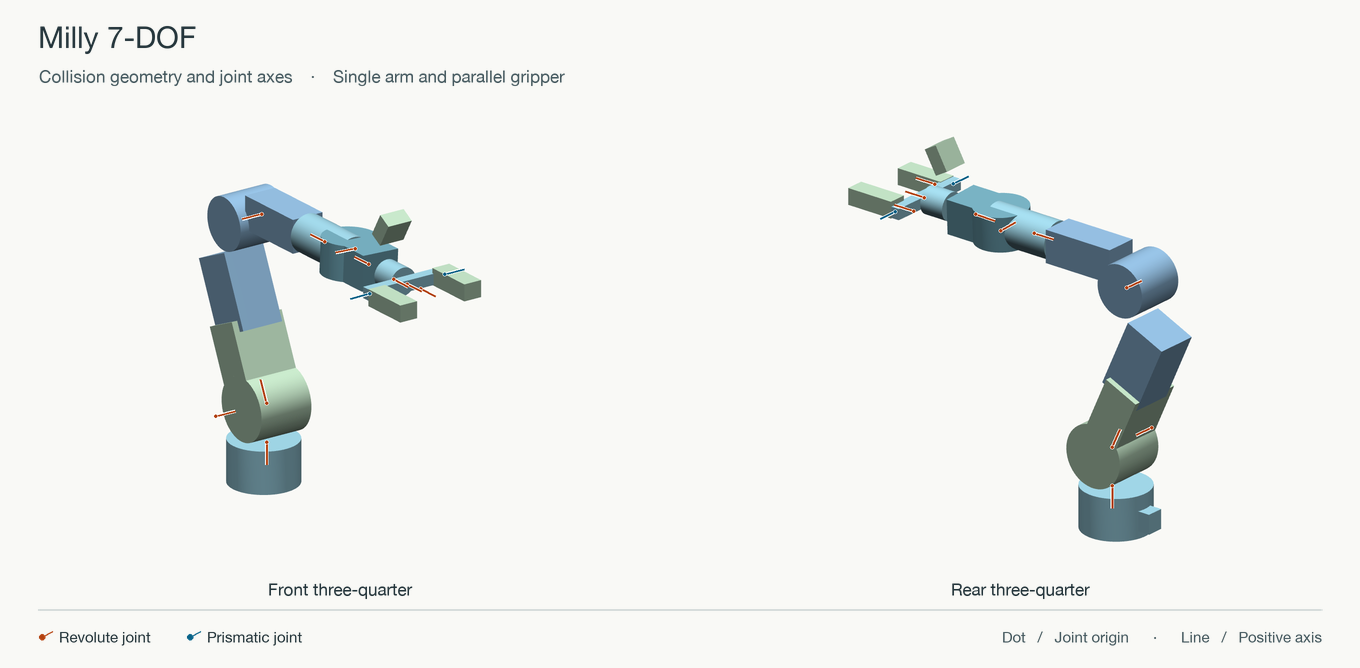 Milly 7-DOF
Collision geometry and joint axes · Single arm and parallel gripper
Front three-quarter
Rear three-quarter
Revolute joint
Prismatic joint
Dot / Joint origin · Line / Positive axis